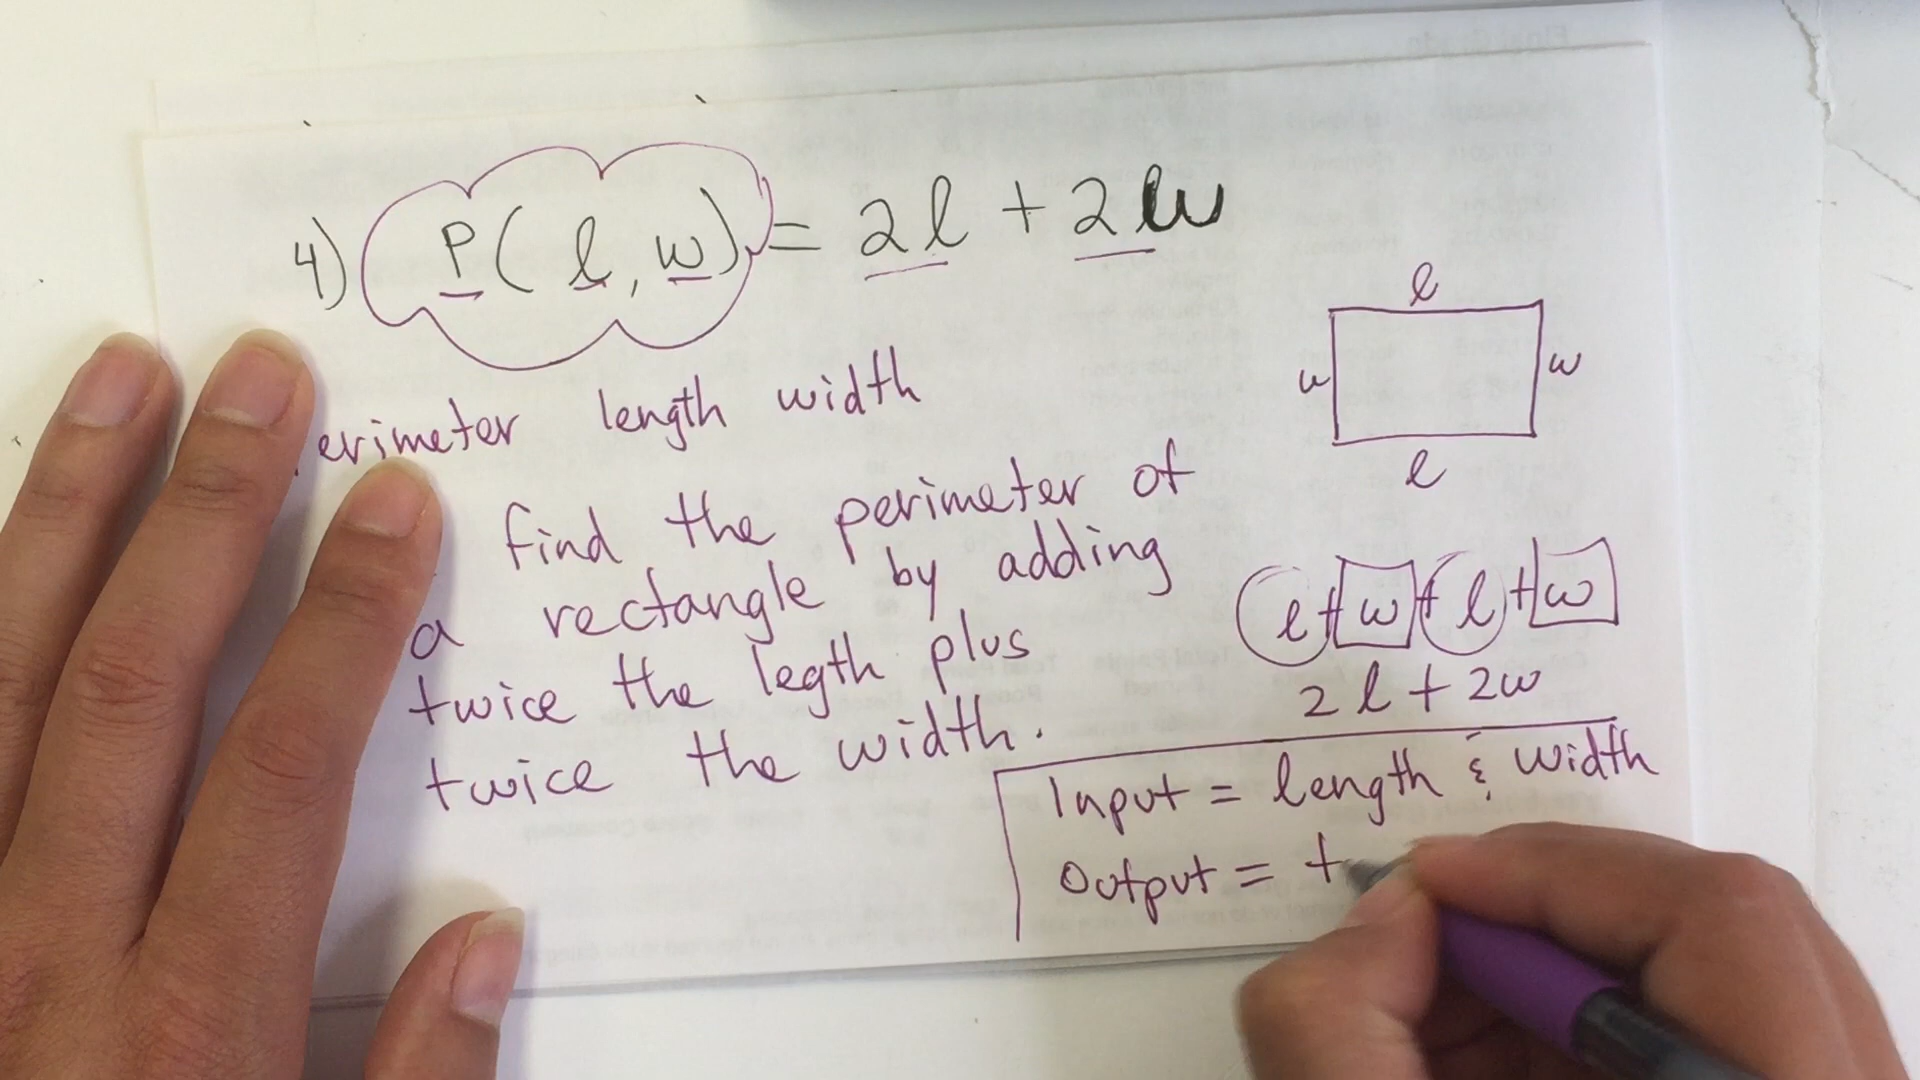 4) P(l, w) = 2l + 2w
erimeter length width
find the perimeter of
a rectangle by adding
twice the legth plus
twice the width.
l
w w
l
l+w+l+w
2l+2w
Input = length & width
Output = t